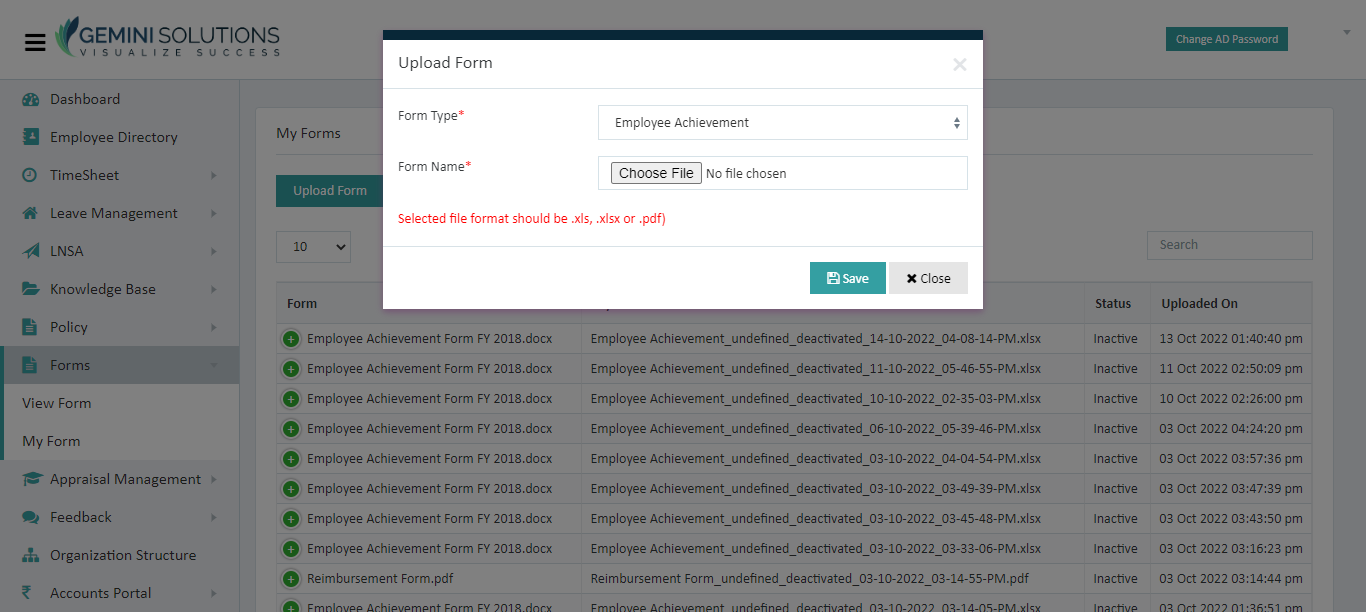 GEMINI SOLUTIONS
VISUALIZE SUCCESS
Change AD Password
Dashboard
Employee Directory
TimeSheet
Leave Management
LNSA
Knowledge Base
Policy
Forms
View Form
My Form
Appraisal Management
Feedback
Organization Structure
Accounts Portal
My Forms
Upload Form
10
Search
Upload Form
×
Form Type*
Employee Achievement
Form Name*
Choose File No file chosen
Selected file format should be .xls, .xlsx or .pdf)
Save
Close
Form Status Uploaded On
Employee Achievement Form FY 2018.docx Employee Achievement_undefined_deactivated_14-10-2022_04-08-14-PM.xlsx Inactive 13 Oct 2022 01:40:40 pm
Employee Achievement Form FY 2018.docx Employee Achievement_undefined_deactivated_11-10-2022_05-46-55-PM.xlsx Inactive 11 Oct 2022 02:50:09 pm
Employee Achievement Form FY 2018.docx Employee Achievement_undefined_deactivated_10-10-2022_02-35-03-PM.xlsx Inactive 10 Oct 2022 02:26:00 pm
Employee Achievement Form FY 2018.docx Employee Achievement_undefined_deactivated_06-10-2022_05-39-46-PM.xlsx Inactive 03 Oct 2022 04:24:20 pm
Employee Achievement Form FY 2018.docx Employee Achievement_undefined_deactivated_03-10-2022_04-04-54-PM.xlsx Inactive 03 Oct 2022 03:57:36 pm
Employee Achievement Form FY 2018.docx Employee Achievement_undefined_deactivated_03-10-2022_03-49-39-PM.xlsx Inactive 03 Oct 2022 03:47:39 pm
Employee Achievement Form FY 2018.docx Employee Achievement_undefined_deactivated_03-10-2022_03-45-48-PM.xlsx Inactive 03 Oct 2022 03:43:50 pm
Employee Achievement Form FY 2018.docx Employee Achievement_undefined_deactivated_03-10-2022_03-33-06-PM.xlsx Inactive 03 Oct 2022 03:16:23 pm
Reimbursement Form.pdf Reimbursement Form_undefined_deactivated_03-10-2022_03-14-55-PM.pdf Inactive 03 Oct 2022 03:14:44 pm
Employee Achievement Form FY 2018.docx Employee Achievement_undefined_deactivated_03-10-2022_03-14-05-PM.xlsx Inactive 03 Oct 2022 01:36:51 pm